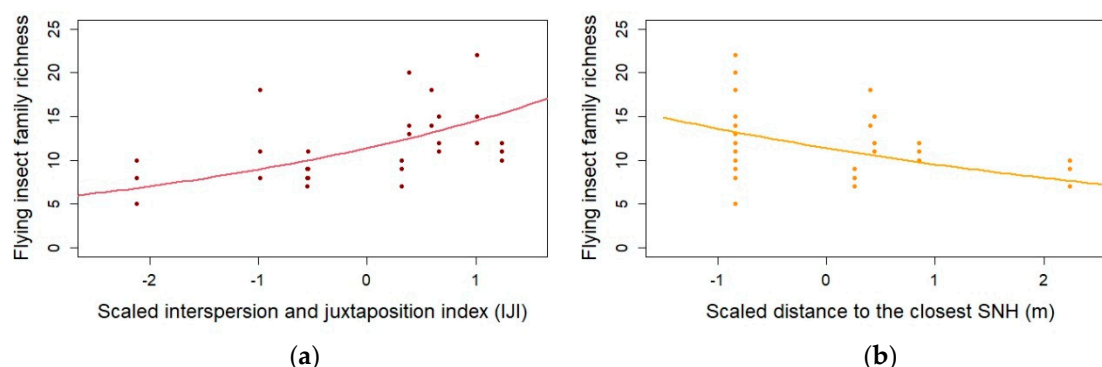 Flying insect family richness
25
20
15
10
5
0
-2 -1 0 1
Scaled interspersion and juxtaposition index (IJI)
(a)
Flying insect family richness
25
20
15
10
5
0
-1 0 1 2
Scaled distance to the closest SNH (m)
(b)